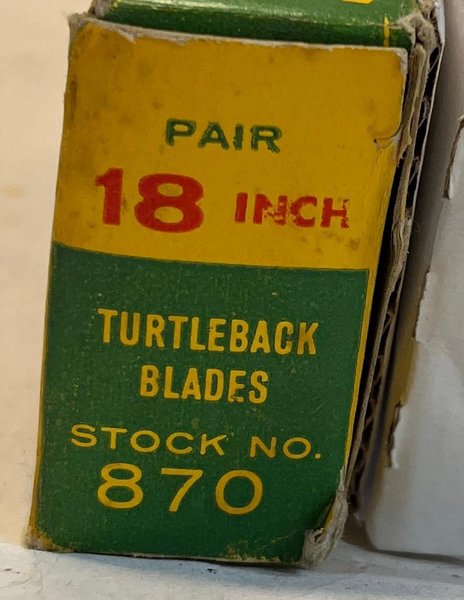 PAIR
18 INCH
TURTLEBACK
BLADES
STOCK NO.
870